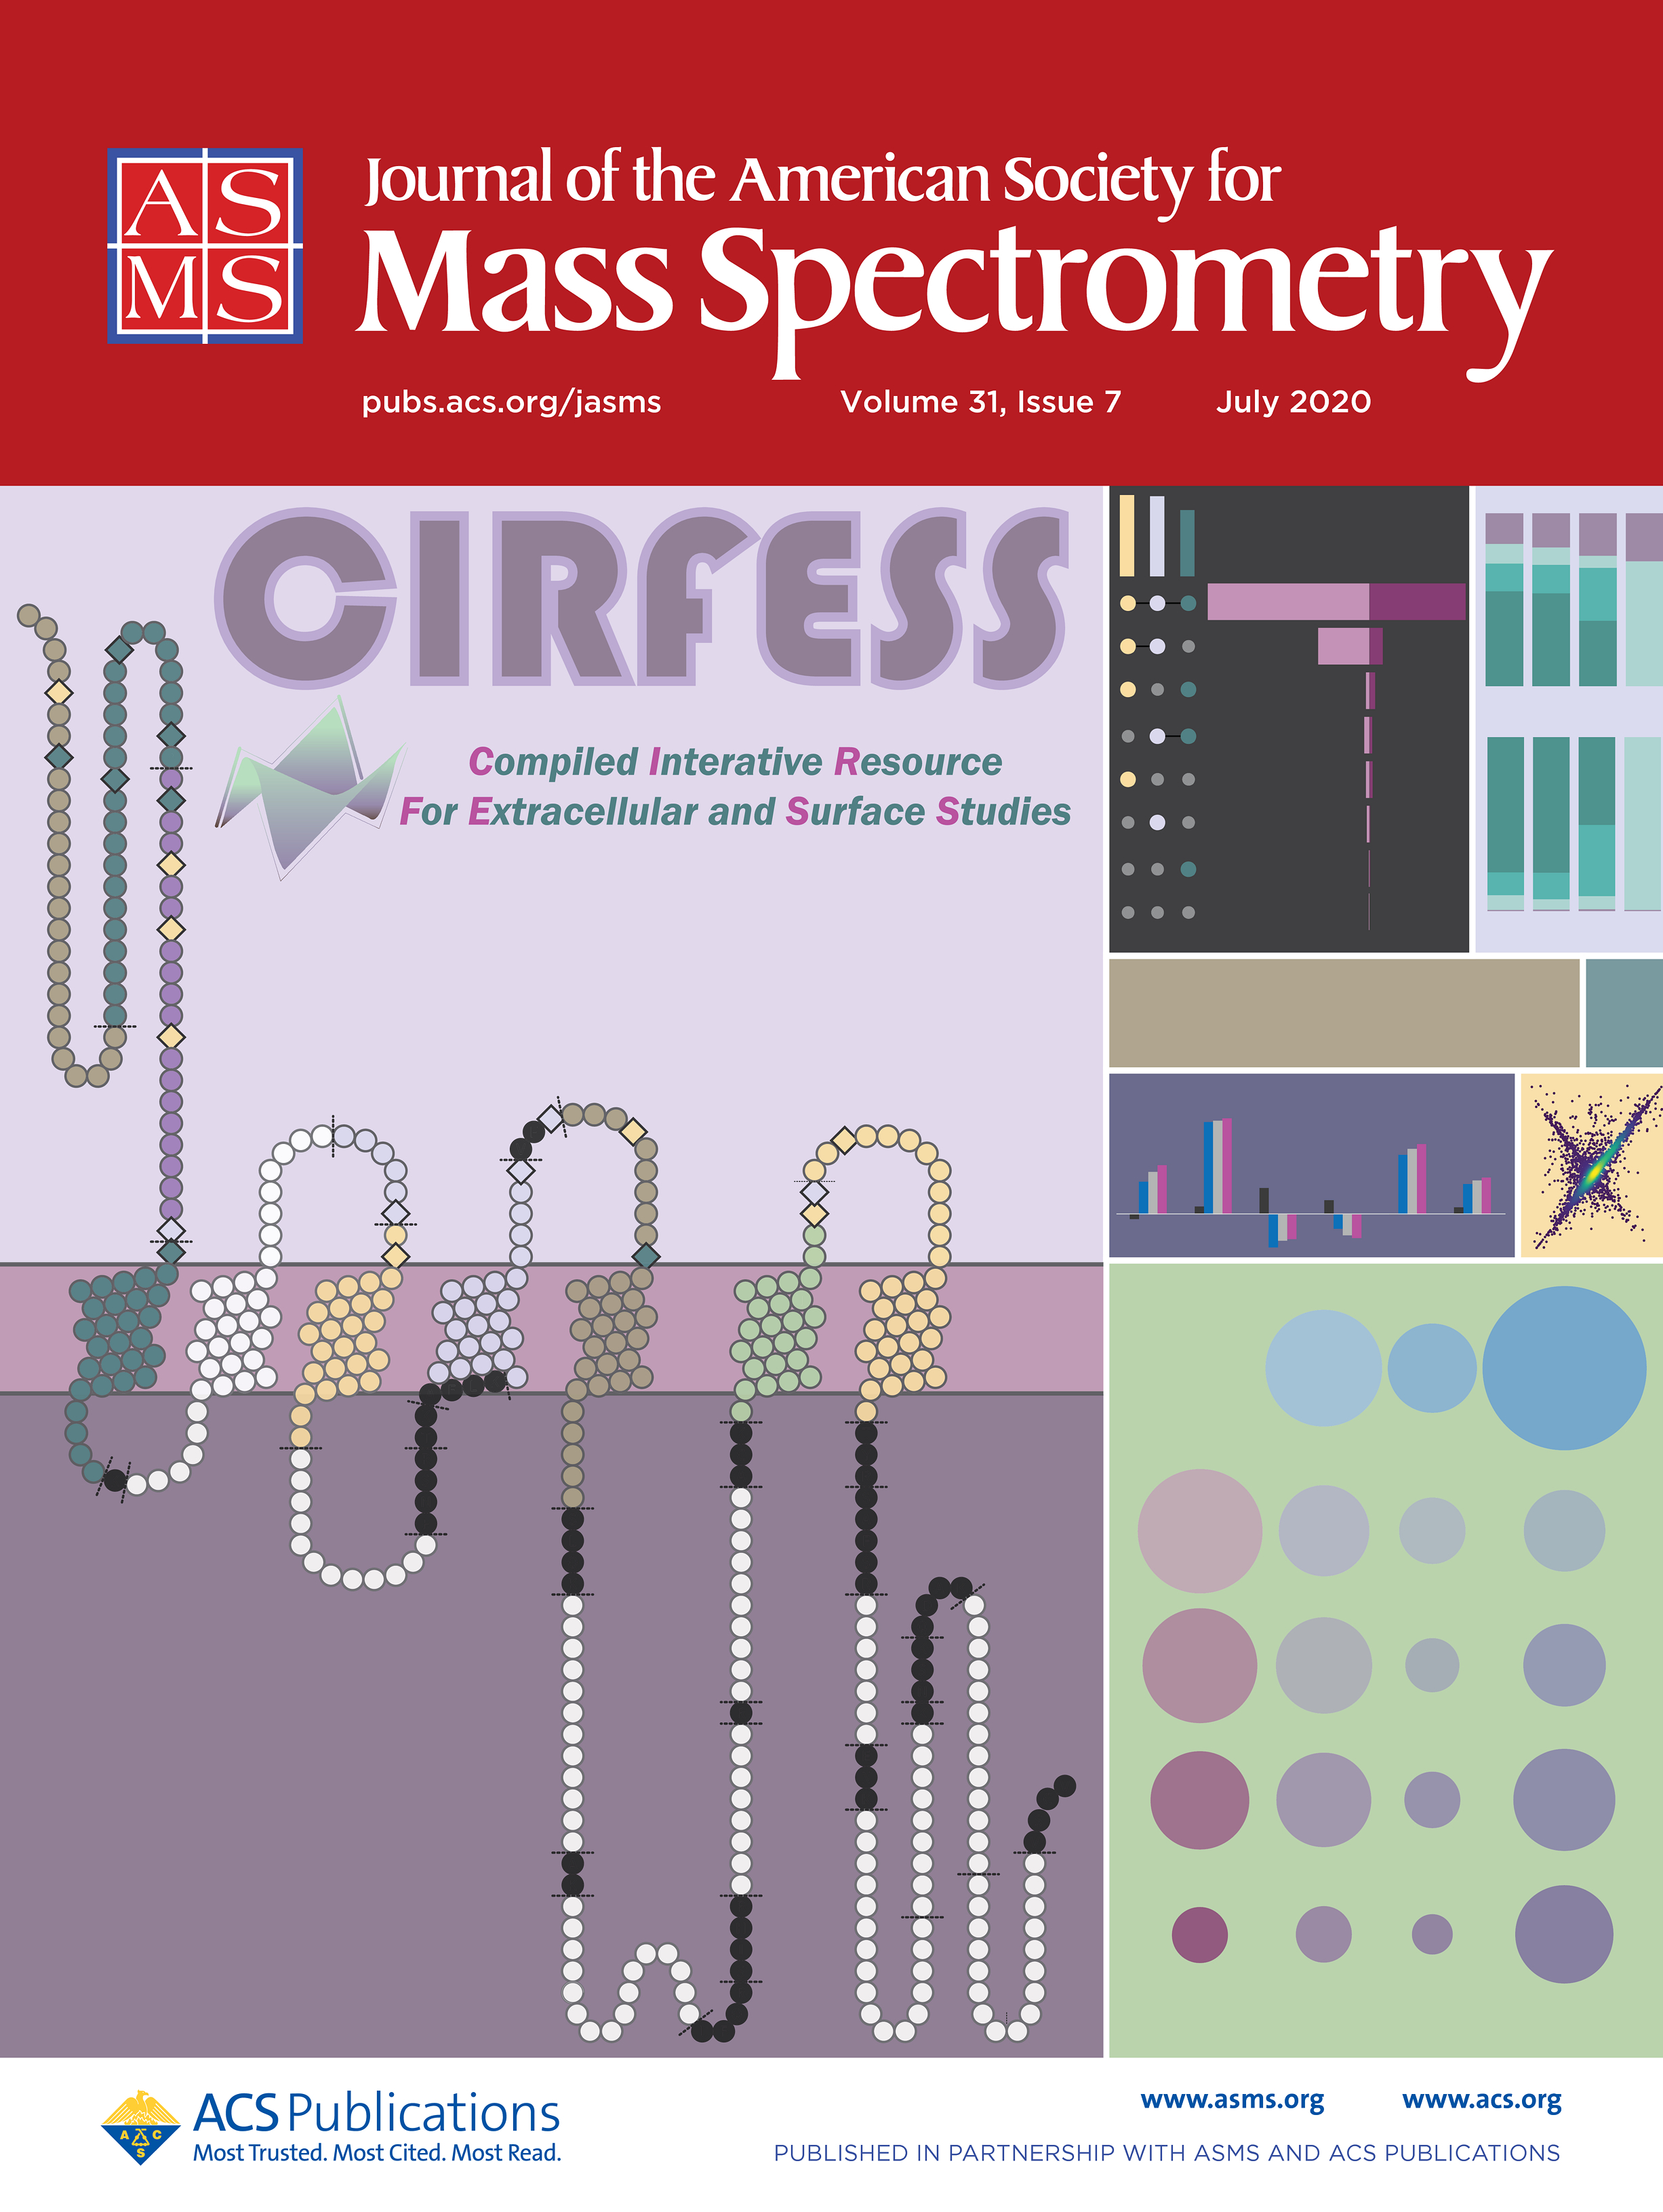 AS
MS
Journal of the American Society for
Mass Spectrometry
pubs.acs.org/jasms Volume 31, Issue 7 July 2020
CIRFESS
Compiled Interative Resource
For Extracellular and Surface Studies
ACS Publications
Most Trusted. Most Cited. Most Read.
A C
S
www.asms.org www.acs.org
PUBLISHED IN PARTNERSHIP WITH ASMS AND ACS PUBLICATIONS